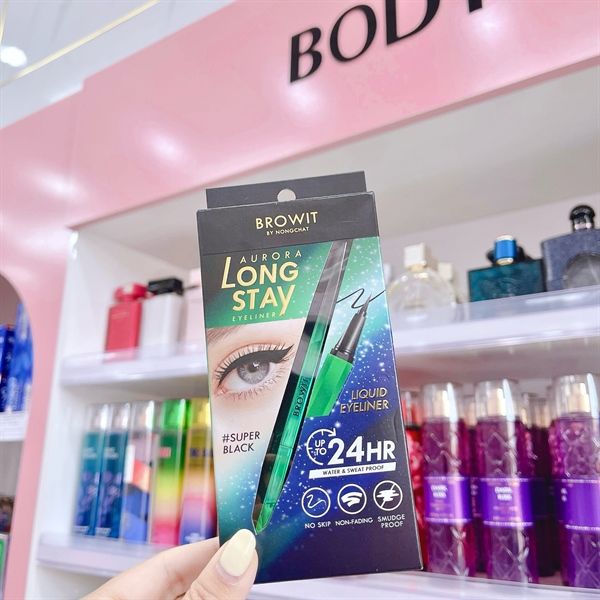 BODY
BROWIT
BY NONGCHAT
AURORA
LONG
STAY
EYELINER
BROWIT
LIQUID
EYELINER
#SUPER
BLACK
UP
TO
24HR
WATER & SWEAT PROOF
NO SKIP
NON-FADING
SMUDGE
PROOF